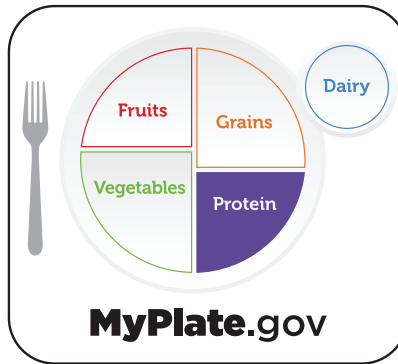 Dairy
Fruits
Grains
Vegetables
Protein
MyPlate.gov